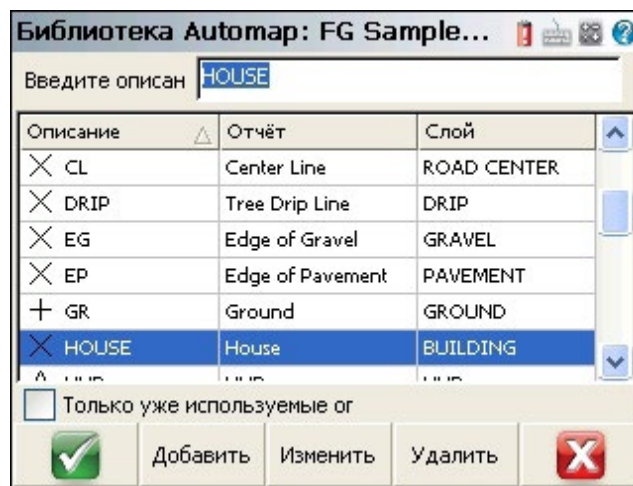 Библиотека Automap: FG Sample...
Введите описан HOUSE
Описание Отчёт Слой
CL Center Line ROAD CENTER
DRIP Tree Drip Line DRIP
EG Edge of Gravel GRAVEL
EP Edge of Pavement PAVEMENT
GR Ground GROUND
HOUSE House BUILDING
Только уже используемые ог
Добавить Изменить Удалить